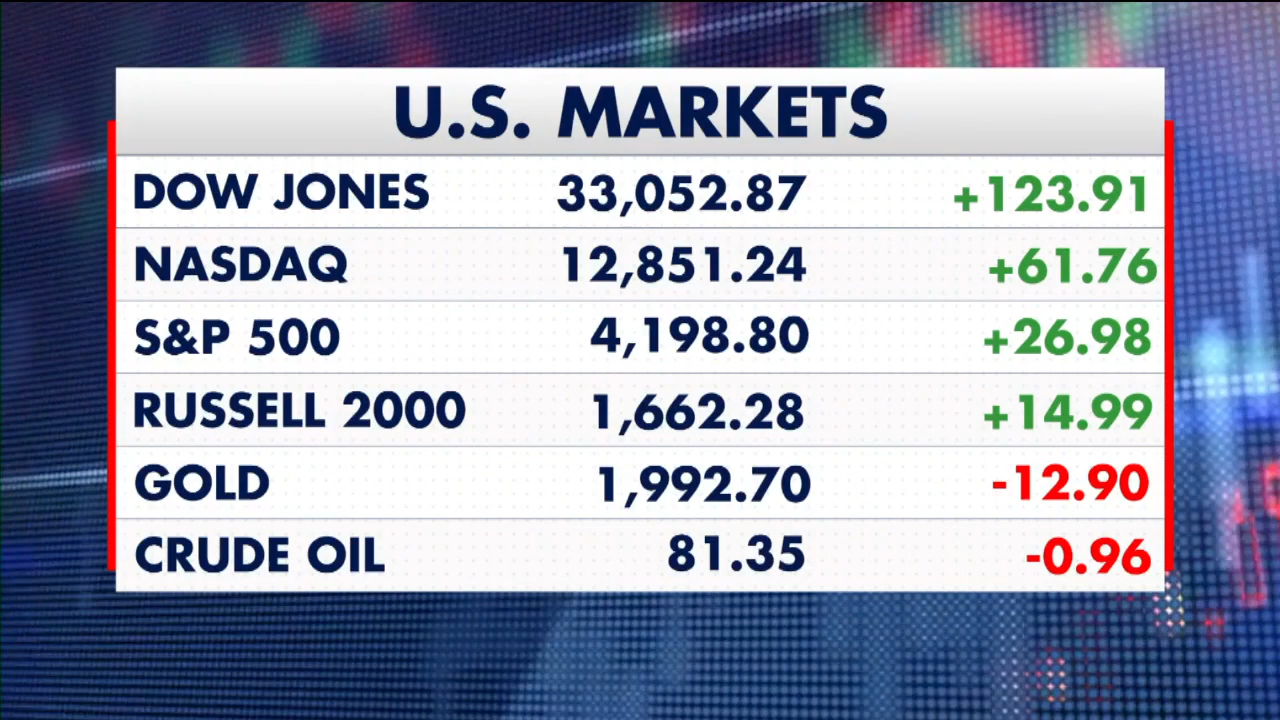 U.S. MARKETS
DOW JONES 33,052.87 +123.91
NASDAQ 12,851.24 +61.76
S&P 500 4,198.80 +26.98
RUSSELL 2000 1,662.28 +14.99
GOLD 1,992.70 -12.90
CRUDE OIL 81.35 -0.96